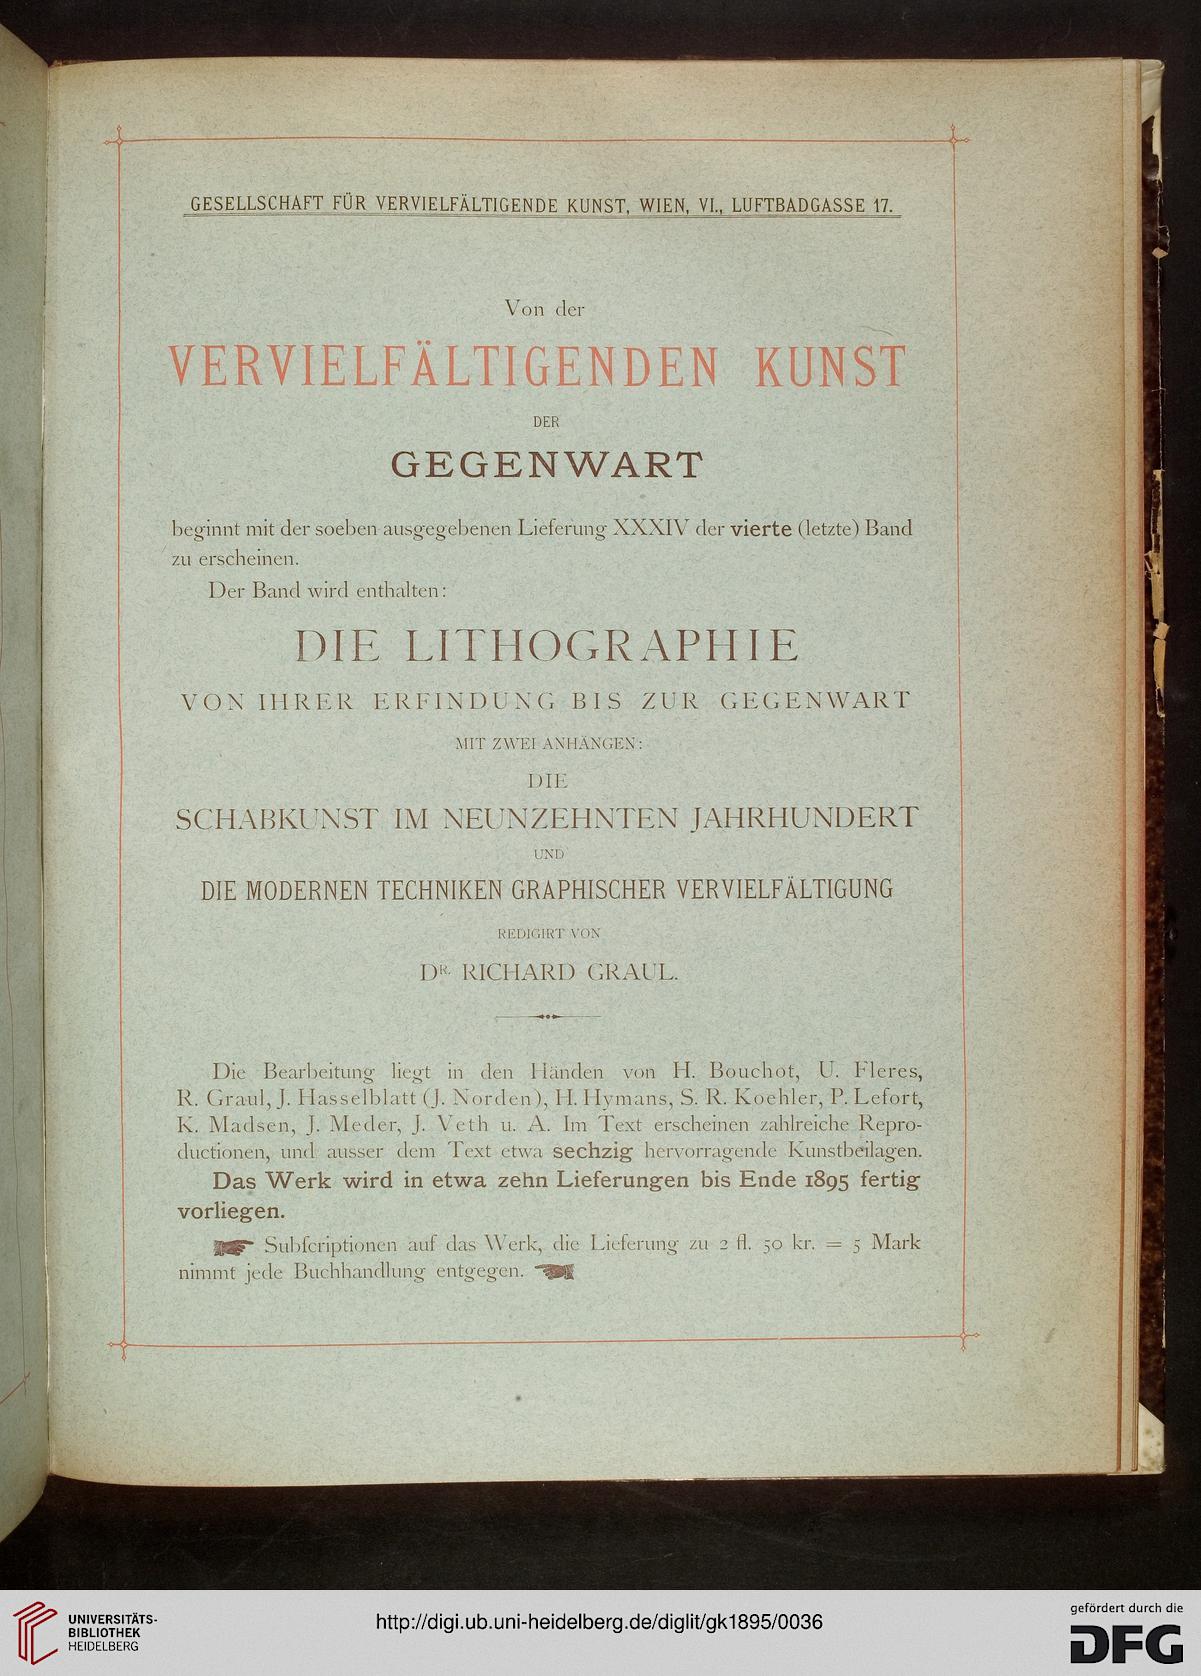 GESELLSCHAFT FÜR VERVIELFÄLTIGENDE KUNST, WIEN, VI., LUFTBADGASSE 17.
Von der
VERVIELFÄLTIGENDEN KUNST
DER
GEGENWART
beginnt mit der soeben ausgegebenen Lieferung XXXIV der vierte (letzte) Band
zu erscheinen.
Der Band wird enthalten:
DIE LITHOGRAPHIE
VON IHRER ERFINDUNG BIS ZUR GEGENWART
MIT ZWEI ANHÄNGEN:
DIE
SCHABKUNST IM NEUNZEHNTEN JAHRHUNDERT
UND
DIE MODERNEN TECHNIKEN GRAPHISCHER VERVIELFÄLTIGUNG
REDIGIRT VON
DR. RICHARD GRAUL.
Die Bearbeitung liegt in den Händen von H. Bouchot, U. Fleres,
R. Graul, J. Hasselblatt (J. Norden), H. Hymans, S. R. Koehler, P. Lefort,
K. Madsen, J. Meder, J. Veth u. A. Im Text erscheinen zahlreiche Repro-
ductionen, und ausser dem Text etwa sechzig hervorragende Kunstbeilagen.
Das Werk wird in etwa zehn Lieferungen bis Ende 1895 fertig
vorliegen.
Subfcriptionen auf das Werk, die Lieferung zu 2 fl. 50 kr. = 5 Mark
nimmt jede Buchhandlung entgegen.
UNIVERSITÄTS-
BIBLIOTHEK
HEIDELBERG
http://digi.ub.uni-heidelberg.de/diglit/gk1895/0036
gefördert durch die
DFG